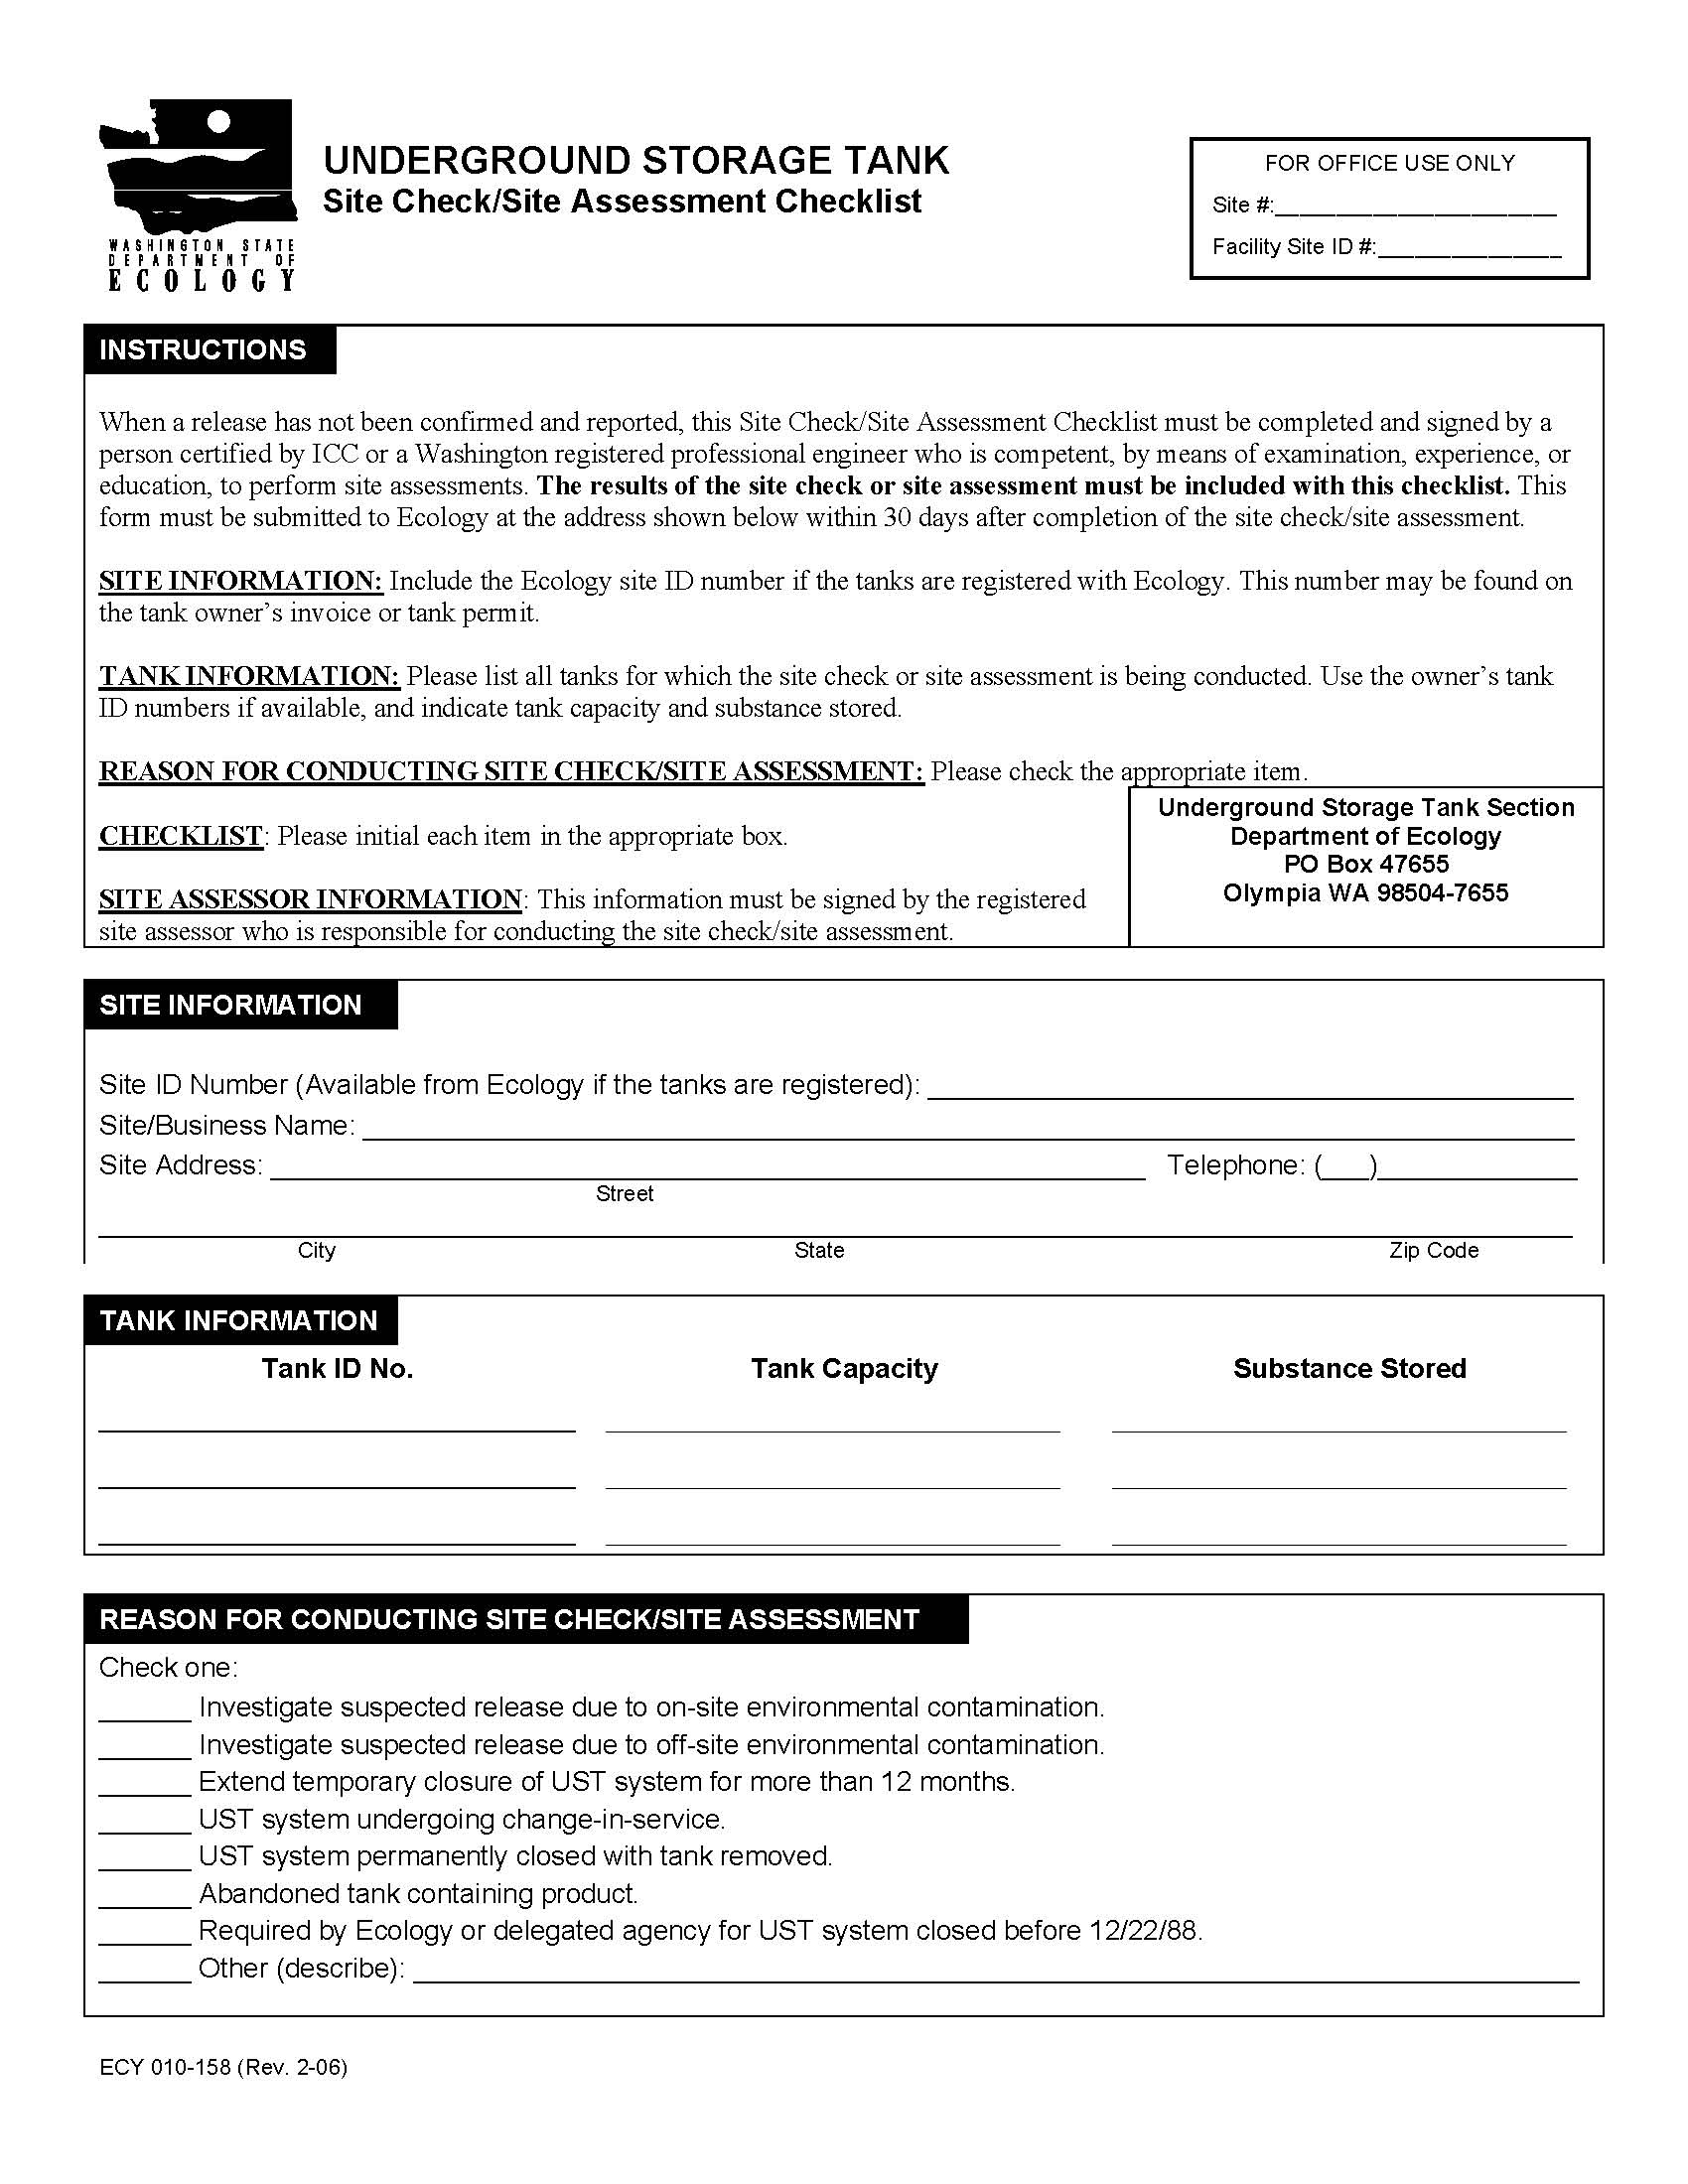 WASHINGTON STATE
DEPARTMENT OF
ECOLOGY
UNDERGROUND STORAGE TANK
Site Check/Site Assessment Checklist
FOR OFFICE USE ONLY
Site #:_______________________
Facility Site ID #:_______________
INSTRUCTIONS
When a release has not been confirmed and reported, this Site Check/Site Assessment Checklist must be completed and signed by a
person certified by ICC or a Washington registered professional engineer who is competent, by means of examination, experience, or
education, to perform site assessments. The results of the site check or site assessment must be included with this checklist. This
form must be submitted to Ecology at the address shown below within 30 days after completion of the site check/site assessment.
SITE INFORMATION: Include the Ecology site ID number if the tanks are registered with Ecology. This number may be found on
the tank owner’s invoice or tank permit.
TANK INFORMATION: Please list all tanks for which the site check or site assessment is being conducted. Use the owner’s tank
ID numbers if available, and indicate tank capacity and substance stored.
REASON FOR CONDUCTING SITE CHECK/SITE ASSESSMENT: Please check the appropriate item.
CHECKLIST: Please initial each item in the appropriate box.
SITE ASSESSOR INFORMATION: This information must be signed by the registered
site assessor who is responsible for conducting the site check/site assessment.
Underground Storage Tank Section
Department of Ecology
PO Box 47655
Olympia WA 98504-7655
SITE INFORMATION
Site ID Number (Available from Ecology if the tanks are registered): ____________________
Site/Business Name: ____________________
Site Address: ____________________ Telephone: (___)____________
Street
City State Zip Code
TANK INFORMATION
Tank ID No. Tank Capacity Substance Stored
REASON FOR CONDUCTING SITE CHECK/SITE ASSESSMENT
Check one:
______ Investigate suspected release due to on-site environmental contamination.
______ Investigate suspected release due to off-site environmental contamination.
______ Extend temporary closure of UST system for more than 12 months.
______ UST system undergoing change-in-service.
______ UST system permanently closed with tank removed.
______ Abandoned tank containing product.
______ Required by Ecology or delegated agency for UST system closed before 12/22/88.
______ Other (describe): ____________________
ECY 010-158 (Rev. 2-06)